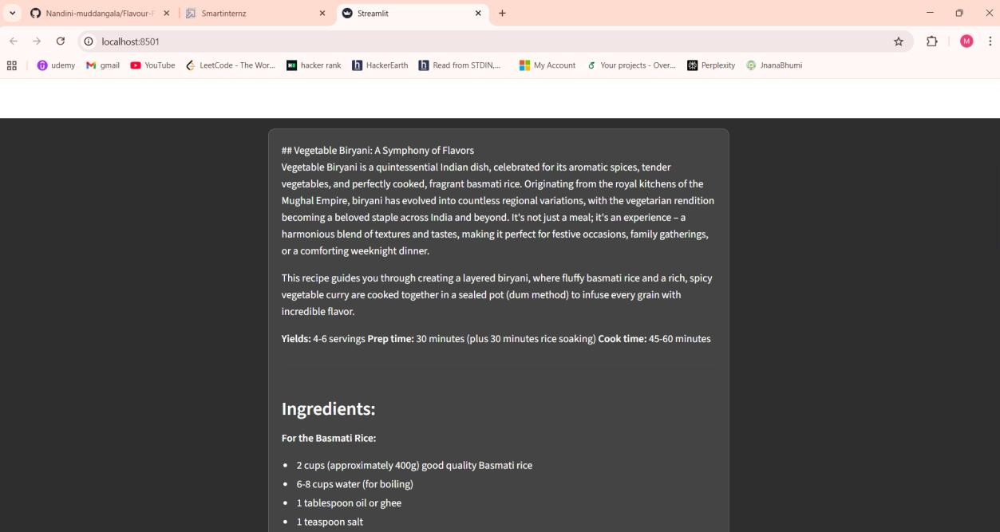 Nandini-muddangala/Flavour-F
Smartinternz
Streamlit
localhost:8501
M
udemy
gmail
YouTube
LeetCode - The Wor...
hacker rank
HackerEarth
Read from STDIN,...
My Account
Your projects - Over...
Perplexity
JnanaBhumi
## Vegetable Biryani: A Symphony of Flavors
Vegetable Biryani is a quintessential Indian dish, celebrated for its aromatic spices, tender
vegetables, and perfectly cooked, fragrant basmati rice. Originating from the royal kitchens of the
Mughal Empire, biryani has evolved into countless regional variations, with the vegetarian rendition
becoming a beloved staple across India and beyond. It's not just a meal; it's an experience – a
harmonious blend of textures and tastes, making it perfect for festive occasions, family gatherings,
or a comforting weeknight dinner.
This recipe guides you through creating a layered biryani, where fluffy basmati rice and a rich, spicy
vegetable curry are cooked together in a sealed pot (dum method) to infuse every grain with
incredible flavor.
Yields: 4-6 servings Prep time: 30 minutes (plus 30 minutes rice soaking) Cook time: 45-60 minutes
Ingredients:
For the Basmati Rice:
• 2 cups (approximately 400g) good quality Basmati rice
• 6-8 cups water (for boiling)
• 1 tablespoon oil or ghee
• 1 teaspoon salt